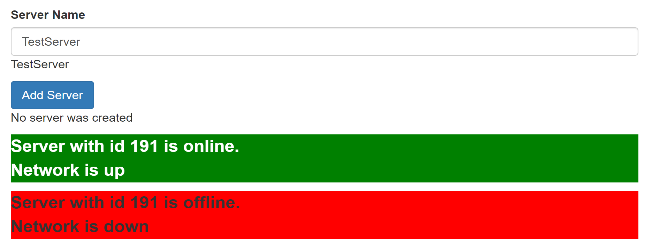 Server Name
TestServer
TestServer
Add Server
No server was created
Server with id 191 is online.
Network is up
Server with id 191 is offline.
Network is down